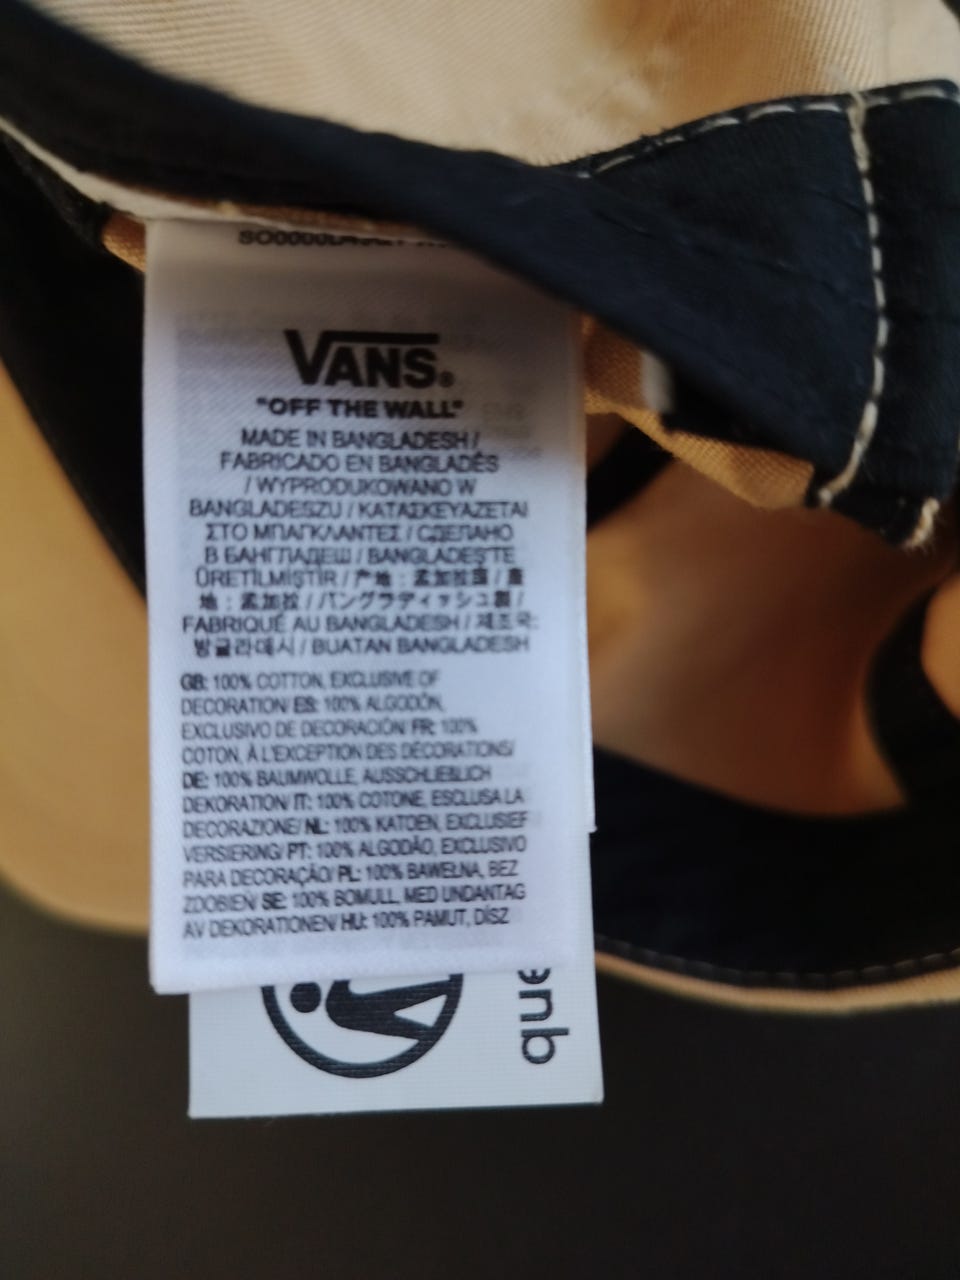 VANS®
"OFF THE WALL"
MADE IN BANGLADESH /
FABRICADO EN BANGLADÉS
/ WYPRODUKOWANO W
BANGLADESZU / ΚΑΤΑΣΚΕΥΑΖΕΤΑΙ
ΣΤΟ ΜΠΑΓΚΛΑΝΤΕΣ / СДЕЛАНО
В БАНГЛАДЕШ / BANGLADEŞ'TE
ÜRETİLMİŞTİR / 产地 : 孟加拉国 / 產
地 : 孟加拉 / バングラディッシュ製 /
FABRIQUÉ AU BANGLADESH / 제조국:
방글라데시 / BUATAN BANGLADESH
GB: 100% COTTON, EXCLUSIVE OF
DECORATION/ ES: 100% ALGODÓN,
EXCLUSIVO DE DECORACIÓN/ FR: 100%
COTON, À L'EXCEPTION DES DÉCORATIONS/
DE: 100% BAUMWOLLE, AUSSCHLIEßLICH
DEKORATION/ IT: 100% COTONE, ESCLUSA LA
DECORAZIONE/ NL: 100% KATOEN, EXCLUSIEF
VERSIERING/ PT: 100% ALGODÃO, EXCLUSIVO
PARA DECORAÇÃO/ PL: 100% BAWEŁNA, BEZ
ZDOBIEŃ/ SE: 100% BOMULL, MED UNDANTAG
AV DEKORATIONEN/ HU: 100% PAMUT, DÍSZ